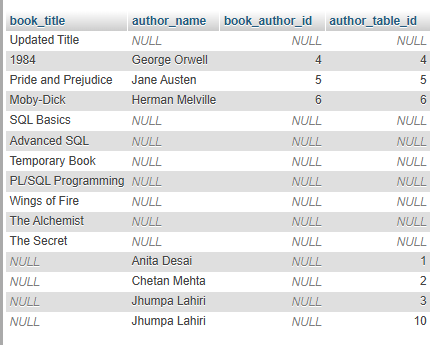 book_title author_name book_author_id author_table_id
Updated Title NULL NULL NULL
1984 George Orwell 4 4
Pride and Prejudice Jane Austen 5 5
Moby-Dick Herman Melville 6 6
SQL Basics NULL NULL NULL
Advanced SQL NULL NULL NULL
Temporary Book NULL NULL NULL
PL/SQL Programming NULL NULL NULL
Wings of Fire NULL NULL NULL
The Alchemist NULL NULL NULL
The Secret NULL NULL NULL
NULL Anita Desai NULL 1
NULL Chetan Mehta NULL 2
NULL Jhumpa Lahiri NULL 3
NULL Jhumpa Lahiri NULL 10